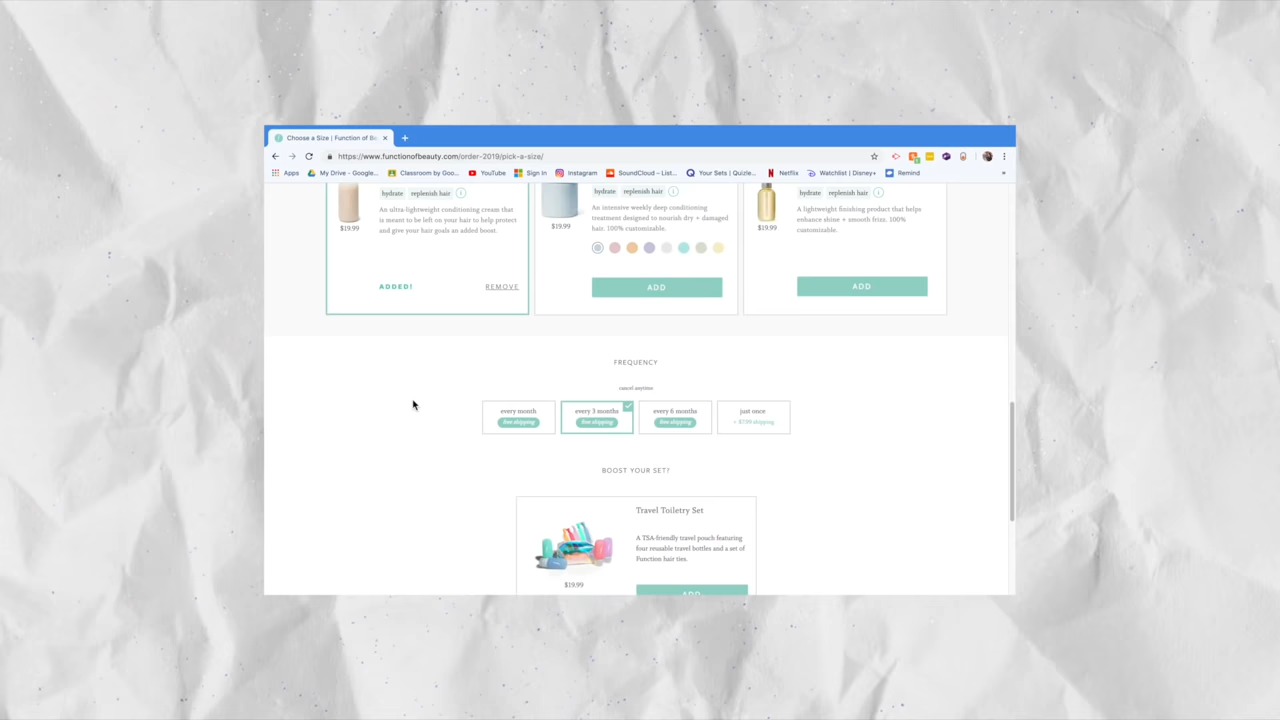 Choose a Size | Function of Be
https://www.functionofbeauty.com/order-2019/pick-a-size/
Apps My Drive - Google... Classroom by Goo... YouTube Sign In Instagram SoundCloud – List... Your Sets | Quizle... Netflix Watchlist | Disney+ Remind »
hydrate replenish hair i
An ultra-lightweight conditioning cream that
is meant to be left on your hair to help protect
and give your hair goals an added boost.
$19.99
ADDED! REMOVE
hydrate replenish hair i
An intensive weekly deep conditioning
treatment designed to nourish dry + damaged
hair. 100% customizable.
$19.99
ADD
hydrate replenish hair i
A lightweight finishing product that helps
enhance shine + smooth frizz. 100%
customizable.
$19.99
ADD
FREQUENCY
cancel anytime
every month
free shipping
every 3 months
free shipping
every 6 months
free shipping
just once
+ $7.99 shipping
BOOST YOUR SET?
Travel Toiletry Set
A TSA-friendly travel pouch featuring
four reusable travel bottles and a set of
Function hair ties.
$19.99
ADD